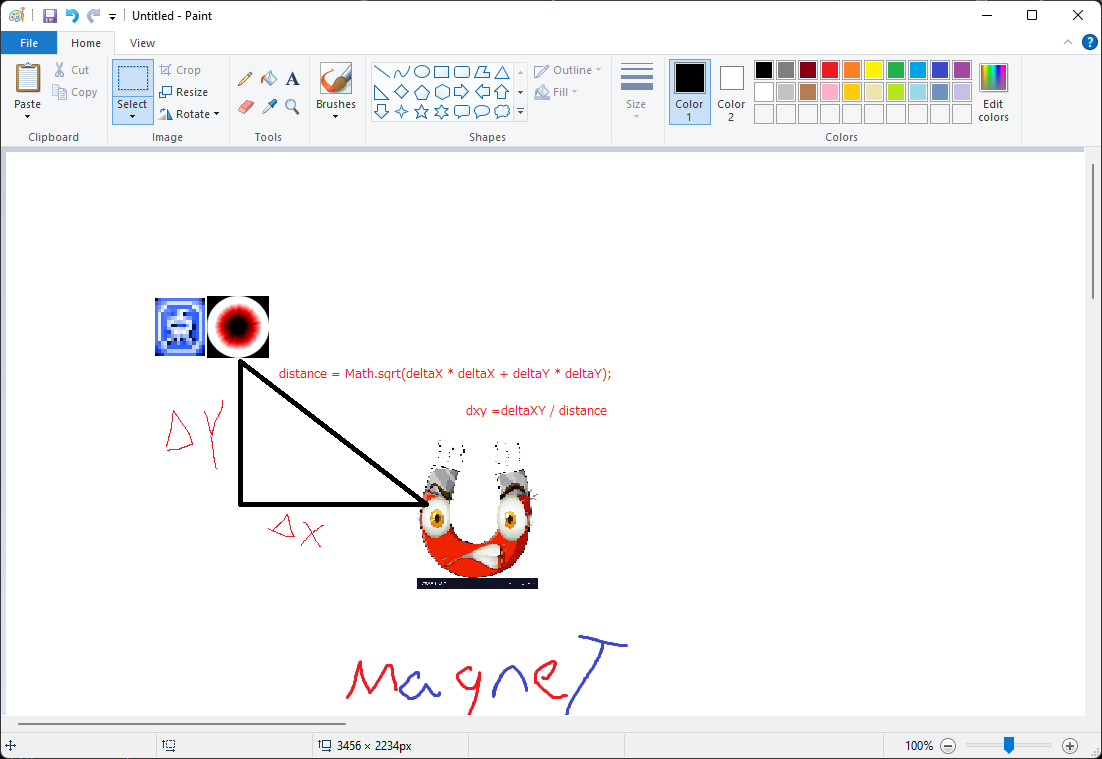 Untitled - Paint
File Home View
Paste Cut Copy Select Crop Resize Rotate Brushes Outline Fill Size Color 1 Color 2 Edit colors
Clipboard Image Tools Shapes Colors
distance = Math.sqrt(deltaX * deltaX + deltaY * deltaY);
dxy =deltaXY / distance
ΔY
ΔX
MagneT
3456 × 2234px 100%